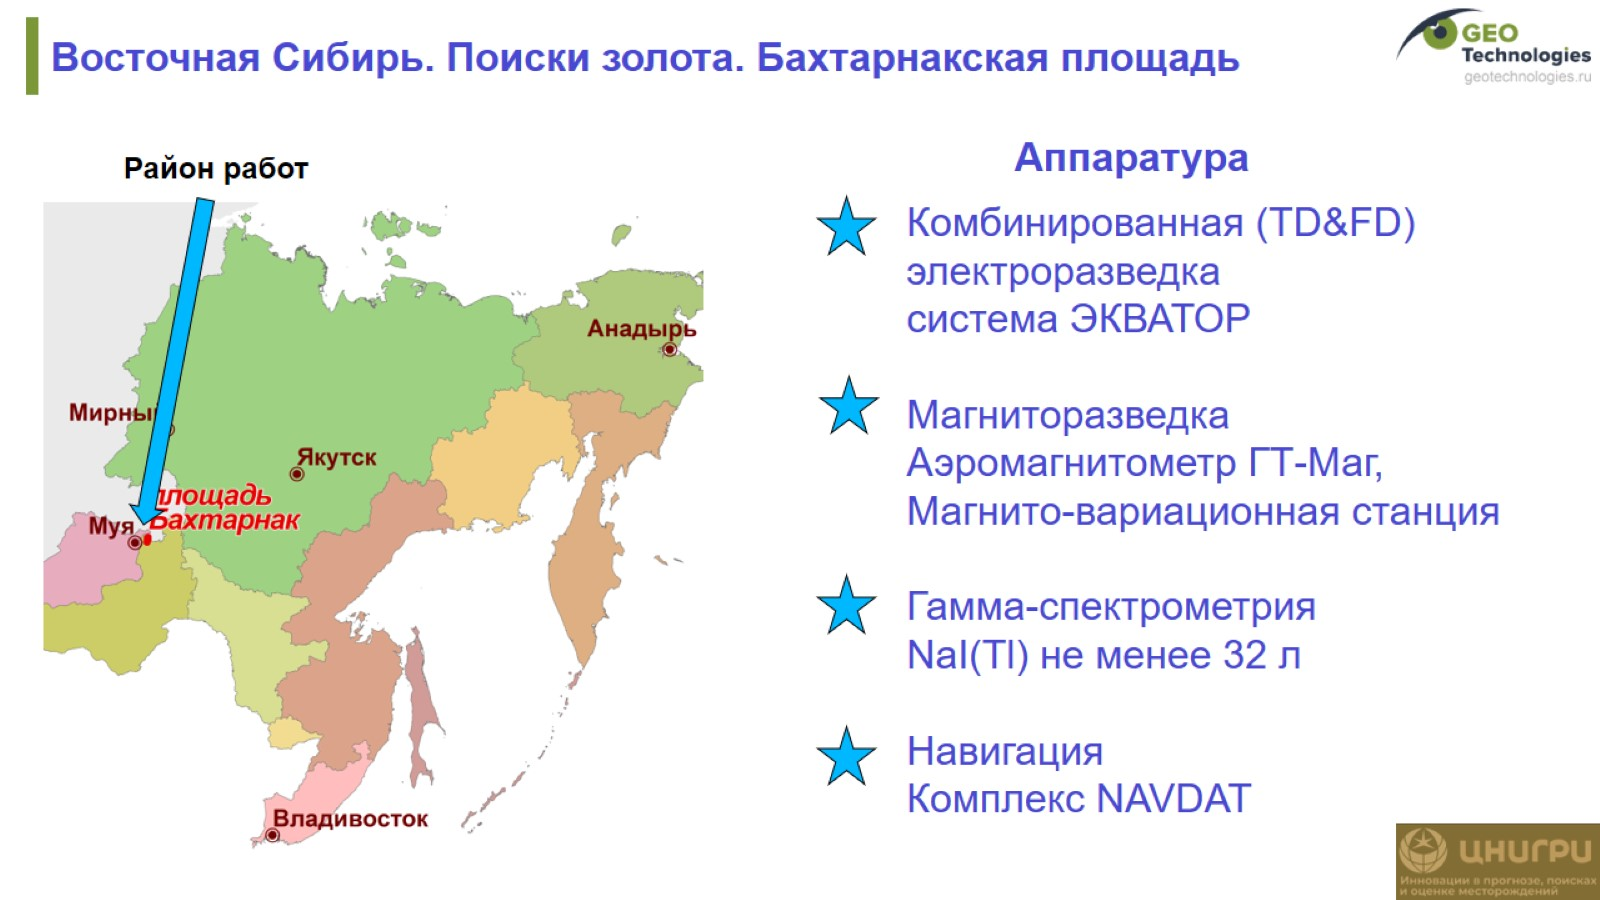 Восточная Сибирь. Поиски золота. Бахтарнакская площадь
GEO
Technologies
geotechnologies.ru
Район работ
Анадырь
Мирны
Якутск
площадь
Бахтарнак
Муя
Владивосток
Аппаратура
Комбинированная (TD&FD)
электроразведка
система ЭКВАТОР
Магниторазведка
Аэромагнитометр ГТ-Маг,
Магнито-вариационная станция
Гамма-спектрометрия
NaI(Tl) не менее 32 л
Навигация
Комплекс NAVDAT
ЦНИГРИ
Инновации в прогнозе, поисках
и оценке месторождений